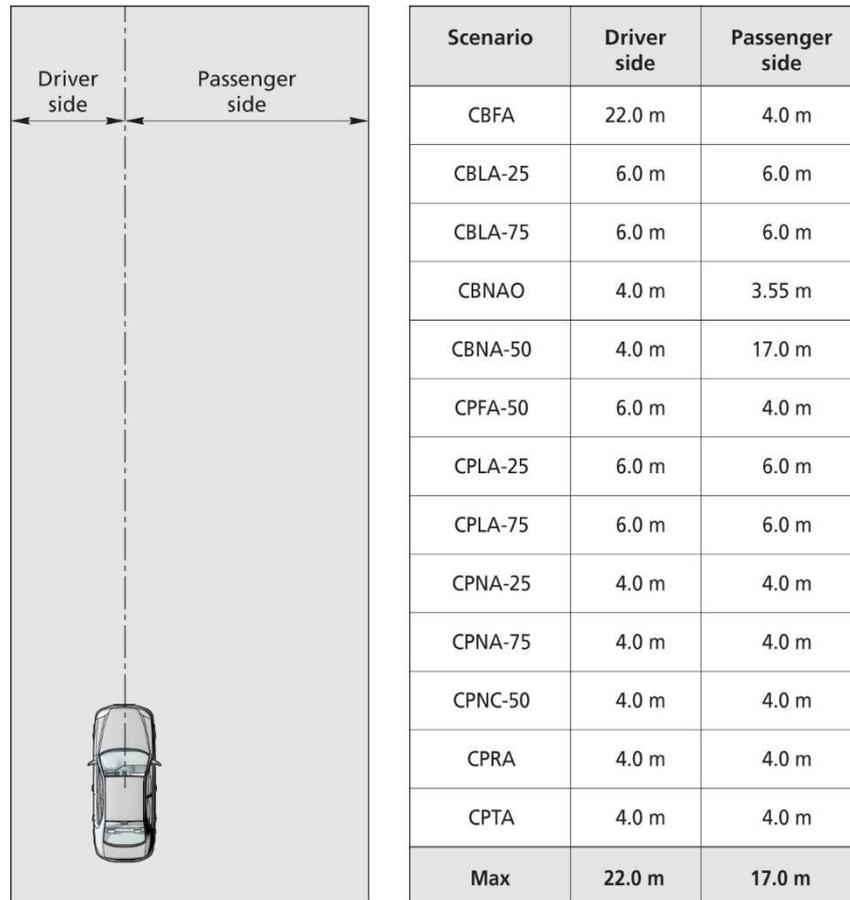 Driver
side
Passenger
side
Scenario Driver side Passenger side
CBFA 22.0 m 4.0 m
CBLA-25 6.0 m 6.0 m
CBLA-75 6.0 m 6.0 m
CBNAO 4.0 m 3.55 m
CBNA-50 4.0 m 17.0 m
CPFA-50 6.0 m 4.0 m
CPLA-25 6.0 m 6.0 m
CPLA-75 6.0 m 6.0 m
CPNA-25 4.0 m 4.0 m
CPNA-75 4.0 m 4.0 m
CPNC-50 4.0 m 4.0 m
CPRA 4.0 m 4.0 m
CPTA 4.0 m 4.0 m
Max 22.0 m 17.0 m